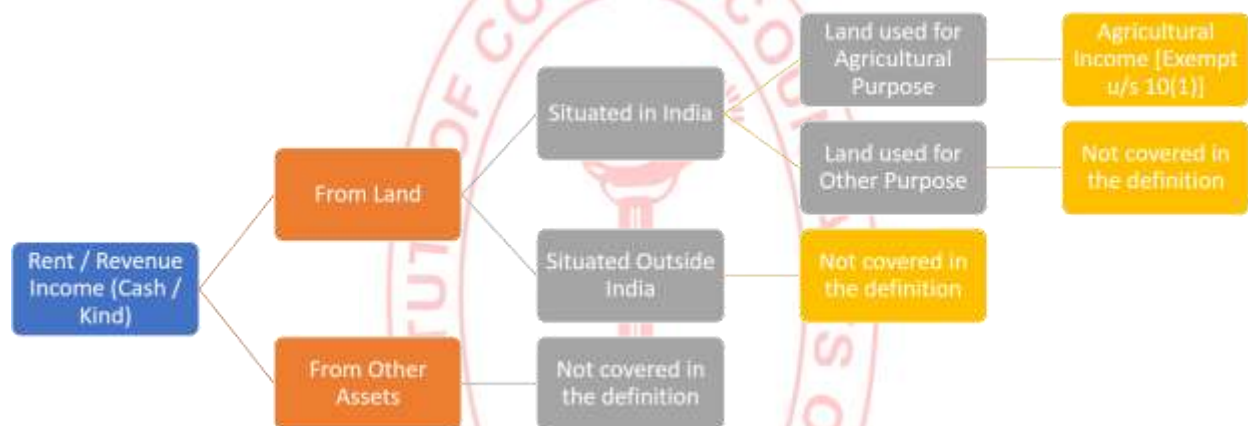 Rent / Revenue
Income (Cash /
Kind)
From Land
From Other
Assets
Situated in India
Situated Outside
India
Not covered in
the definition
Land used for
Agricultural
Purpose
Land used for
Other Purpose
Not covered in
the definition
Agricultural
Income [Exempt
u/s 10(1)]
Not covered in
the definition